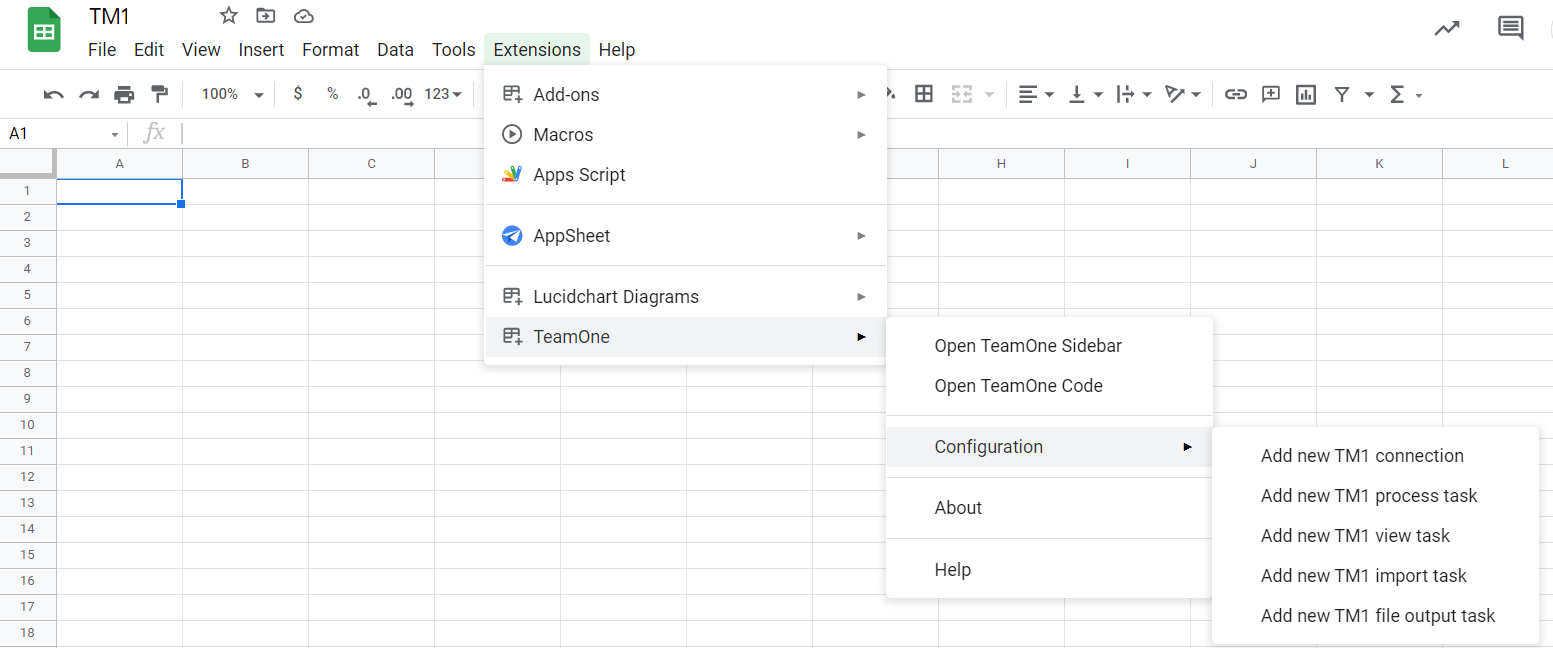 TM1
File Edit View Insert Format Data Tools Extensions Help
100% $ % .0 .00 123
A1 fx
A B C H I J K L
1
2
3
4
5
6
7
8
9
10
11
12
13
14
15
16
17
18
Add-ons
Macros
Apps Script
AppSheet
Lucidchart Diagrams
TeamOne
Open TeamOne Sidebar
Open TeamOne Code
Configuration
About
Help
Add new TM1 connection
Add new TM1 process task
Add new TM1 view task
Add new TM1 import task
Add new TM1 file output task